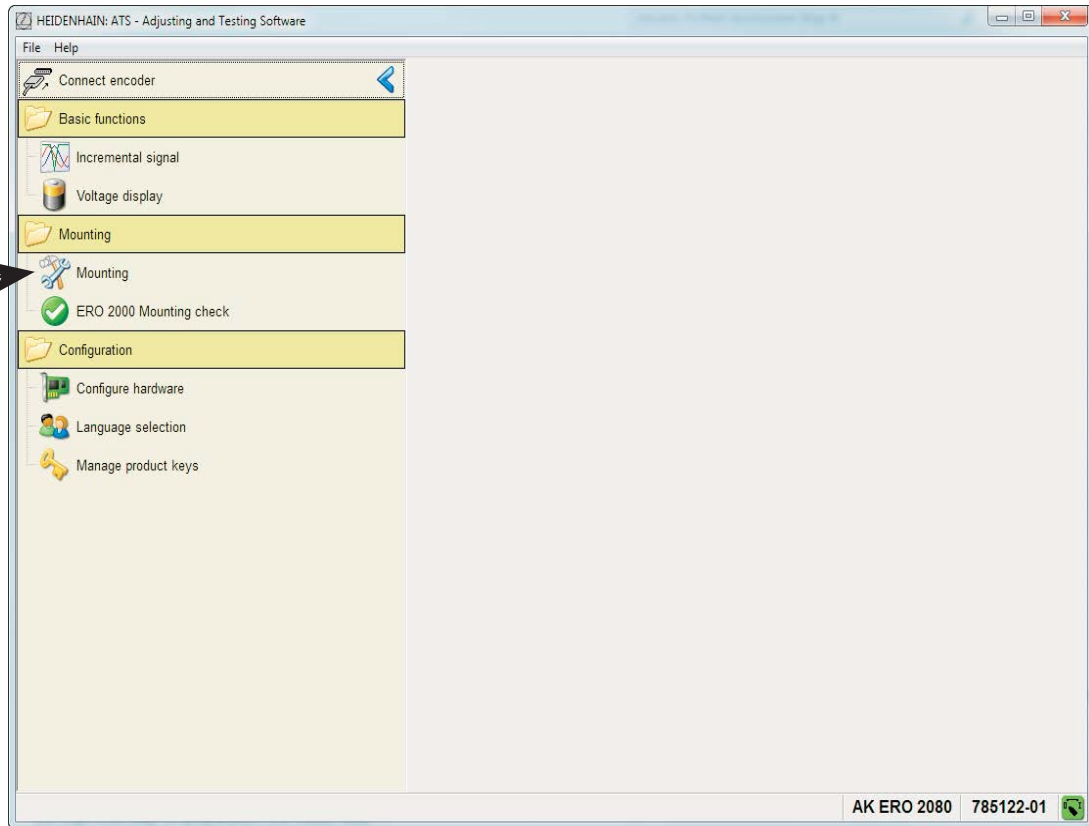 HEIDENHAIN: ATS - Adjusting and Testing Software
File Help
Connect encoder
Basic functions
Incremental signal
Voltage display
Mounting
Mounting
ERO 2000 Mounting check
Configuration
Configure hardware
Language selection
Manage product keys
AK ERO 2080 785122-01